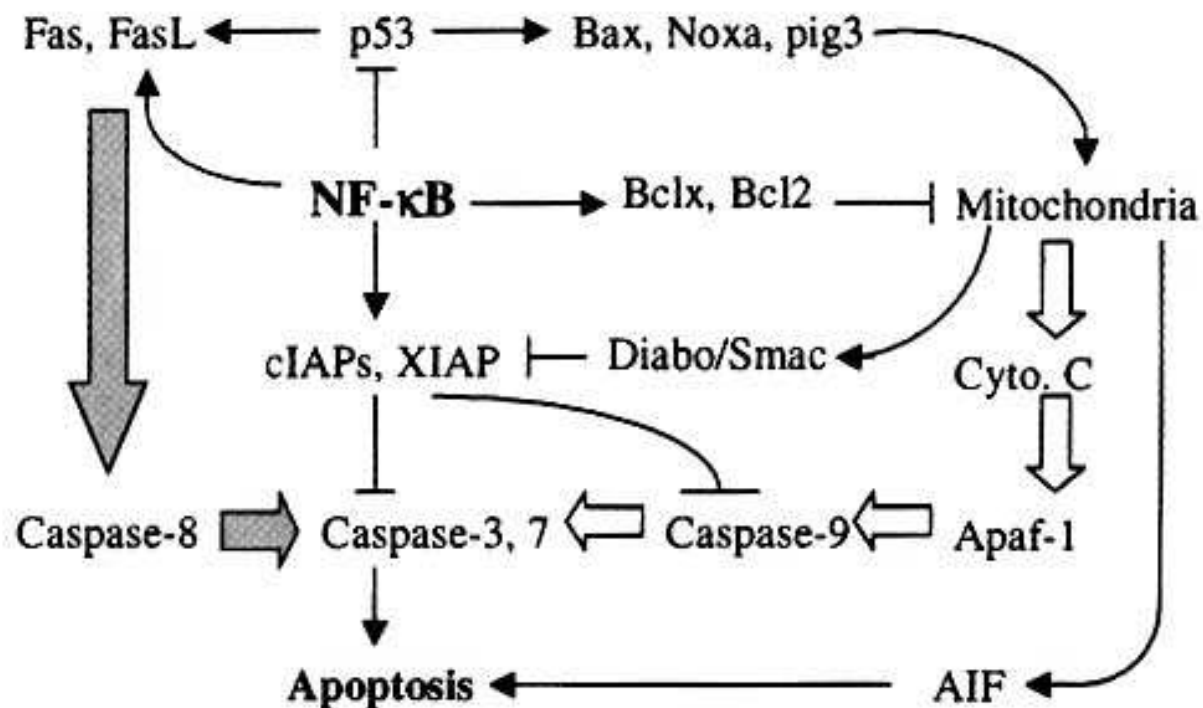 Fas, FasL p53 Bax, Noxa, pig3
NF-κB Bclx, Bcl2 Mitochondria
cIAPs, XIAP Diabo/Smac Cyto. C
Caspase-8 Caspase-3, 7 Caspase-9 Apaf-1
Apoptosis AIF